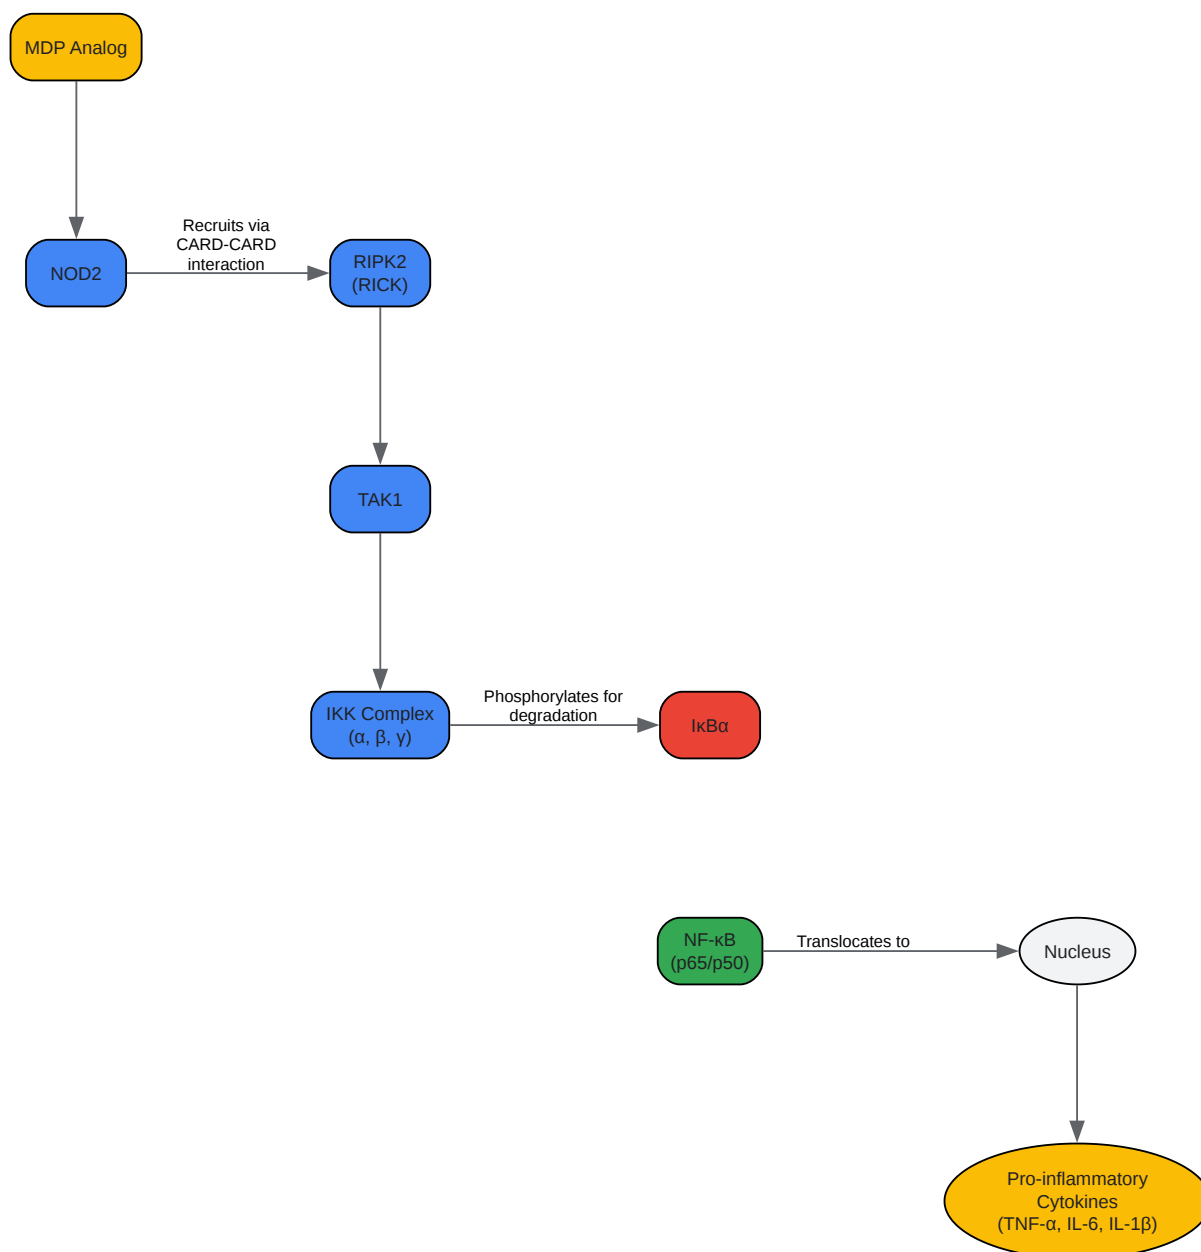 MDP Analog
NOD2
Recruits via
CARD-CARD
interaction
RIPK2
(RICK)
TAK1
IKK Complex
(α, β, γ)
Phosphorylates for
degradation
IκBα
NF-κB
(p65/p50)
Translocates to
Nucleus
Pro-inflammatory
Cytokines
(TNF-α, IL-6, IL-1β)